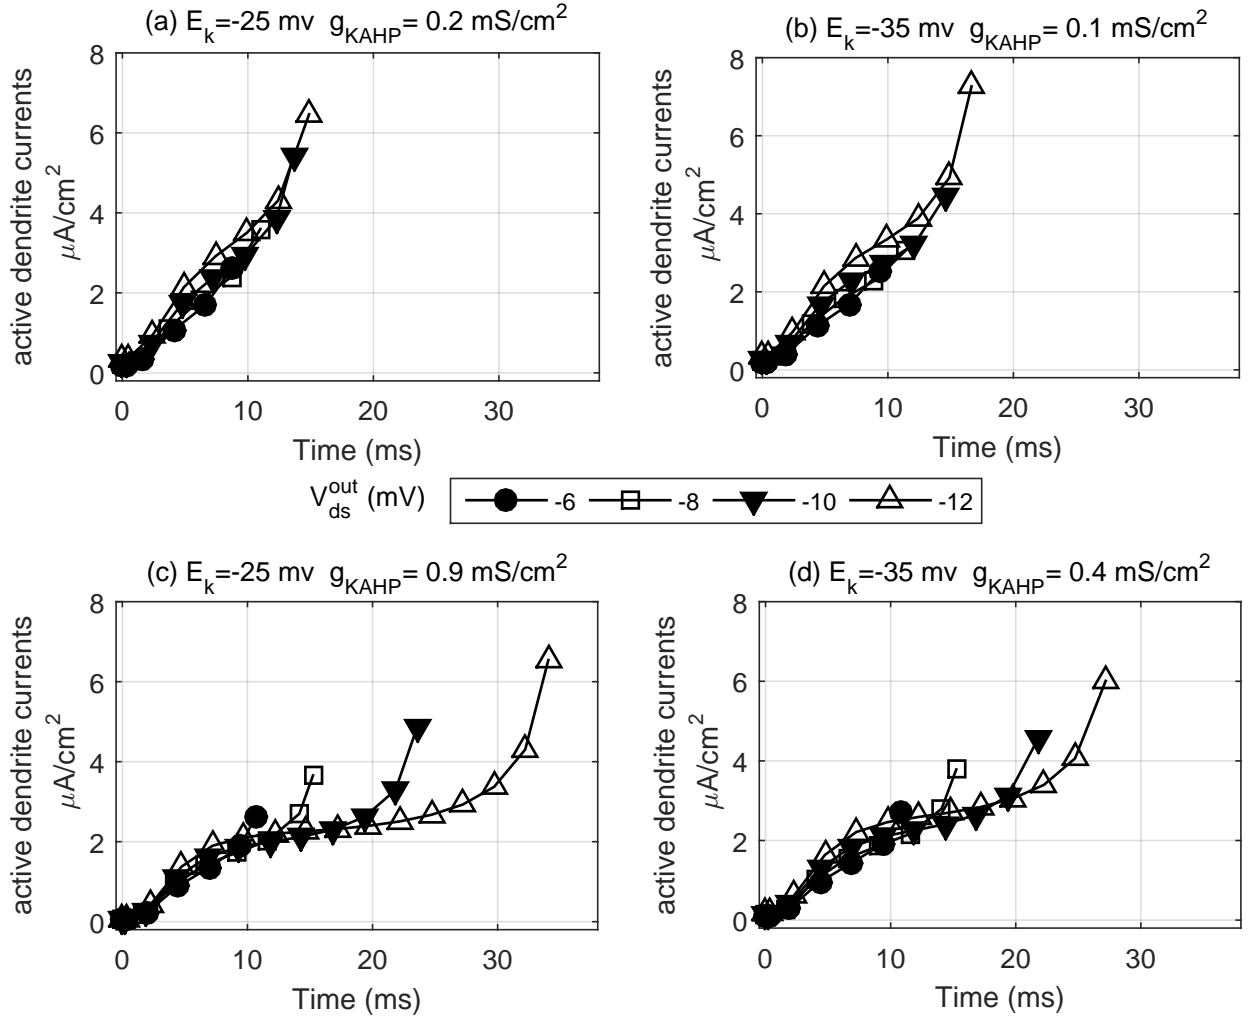 (a) E_k=-25 mv g_KAHP= 0.2 mS/cm^2
8
6
4
2
0
active dendrite currents
μA/cm^2
0 10 20 30
Time (ms)
(b) E_k=-35 mv g_KAHP= 0.1 mS/cm^2
8
6
4
2
0
active dendrite currents
μA/cm^2
0 10 20 30
Time (ms)
V_ds^out (mV) -6 -8 -10 -12
(c) E_k=-25 mv g_KAHP= 0.9 mS/cm^2
8
6
4
2
0
active dendrite currents
μA/cm^2
0 10 20 30
Time (ms)
(d) E_k=-35 mv g_KAHP= 0.4 mS/cm^2
8
6
4
2
0
active dendrite currents
μA/cm^2
0 10 20 30
Time (ms)